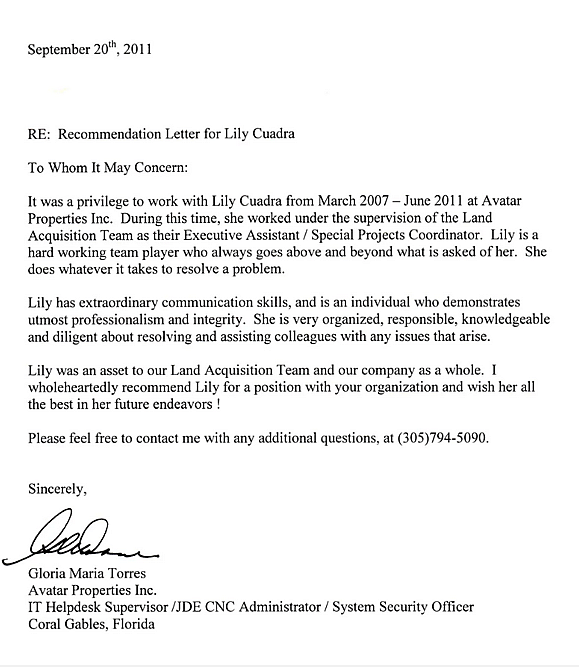 September 20th, 2011
RE: Recommendation Letter for Lily Cuadra
To Whom It May Concern:
It was a privilege to work with Lily Cuadra from March 2007 – June 2011 at Avatar
Properties Inc. During this time, she worked under the supervision of the Land
Acquisition Team as their Executive Assistant / Special Projects Coordinator. Lily is a
hard working team player who always goes above and beyond what is asked of her. She
does whatever it takes to resolve a problem.
Lily has extraordinary communication skills, and is an individual who demonstrates
utmost professionalism and integrity. She is very organized, responsible, knowledgeable
and diligent about resolving and assisting colleagues with any issues that arise.
Lily was an asset to our Land Acquisition Team and our company as a whole. I
wholeheartedly recommend Lily for a position with your organization and wish her all
the best in her future endeavors !
Please feel free to contact me with any additional questions, at (305)794-5090.
Sincerely,
Gloria Maria Torres
Avatar Properties Inc.
IT Helpdesk Supervisor /JDE CNC Administrator / System Security Officer
Coral Gables, Florida